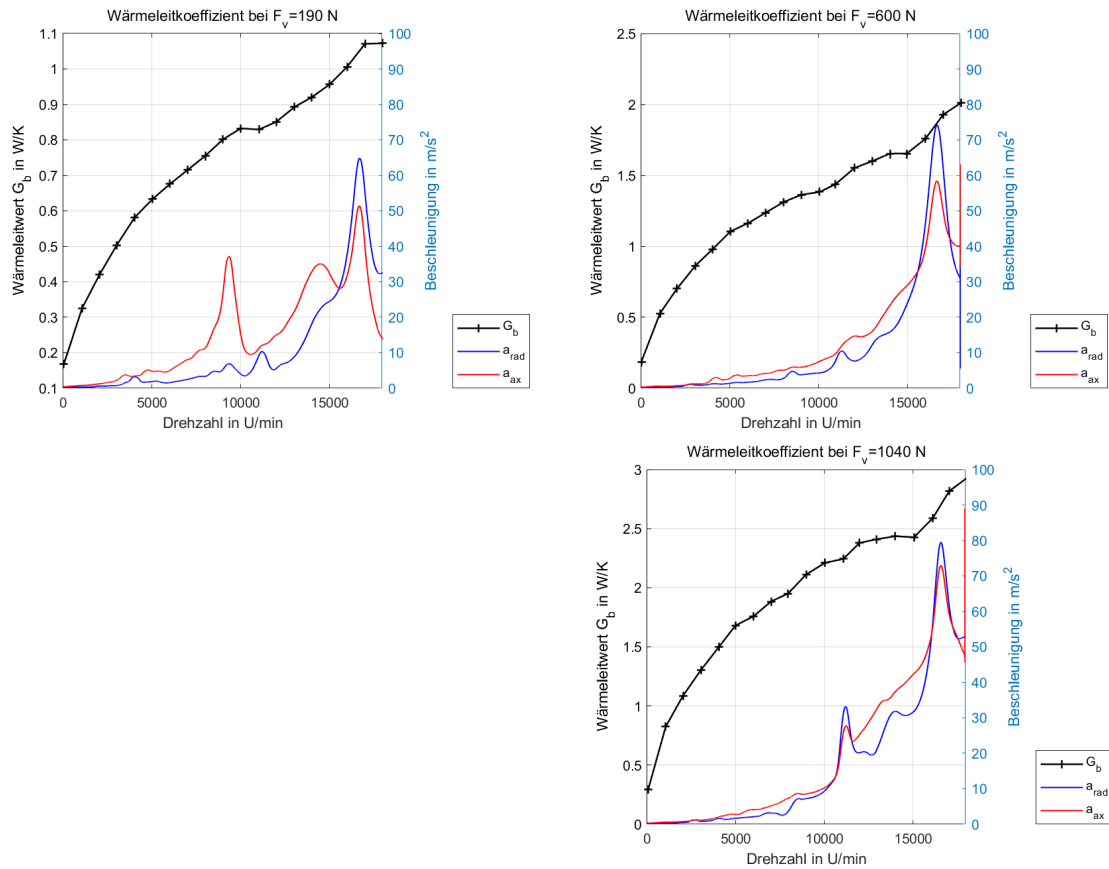 Wärmeleitkoeffizient bei F_v=190 N
Wärmeleitwert G_b in W/K
1.1
1
0.9
0.8
0.7
0.6
0.5
0.4
0.3
0.2
0.1
0 5000 10000 15000
Drehzahl in U/min
100
90
80
70
60
50
40
30
20
10
0
Beschleunigung in m/s²
G_b
a_rad
a_ax
Wärmeleitkoeffizient bei F_v=600 N
Wärmeleitwert G_b in W/K
2.5
2
1.5
1
0.5
0
0 5000 10000 15000
Drehzahl in U/min
100
90
80
70
60
50
40
30
20
10
0
Beschleunigung in m/s²
G_b
a_rad
a_ax
Wärmeleitkoeffizient bei F_v=1040 N
Wärmeleitwert G_b in W/K
3
2.5
2
1.5
1
0.5
0
0 5000 10000 15000
Drehzahl in U/min
100
90
80
70
60
50
40
30
20
10
0
Beschleunigung in m/s²
G_b
a_rad
a_ax